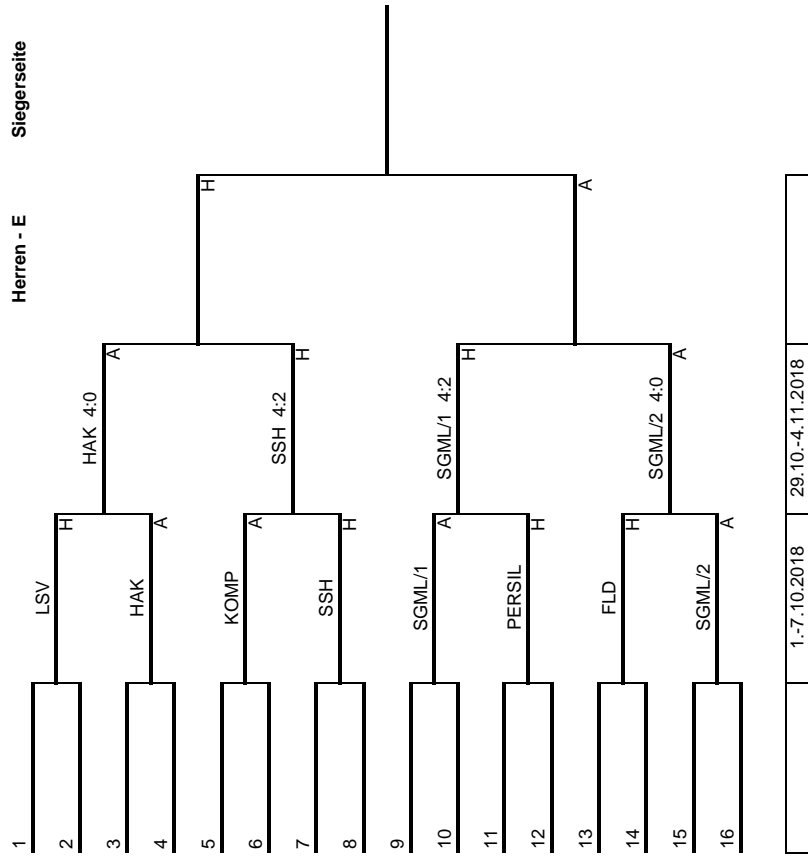 Herren - E Siegerseite
1
2
3
4
5
6
7
8
9
10
11
12
13
14
15
16
LSV
H
HAK
A
KOMP
A
SSH
H
SGML/1
A
PERSIL
H
FLD
H
SGML/2
A
HAK 4:0
A
SSH 4:2
H
SGML/1 4:2
H
SGML/2 4:0
A
H
A
1.-7.10.2018 29.10.-4.11.2018